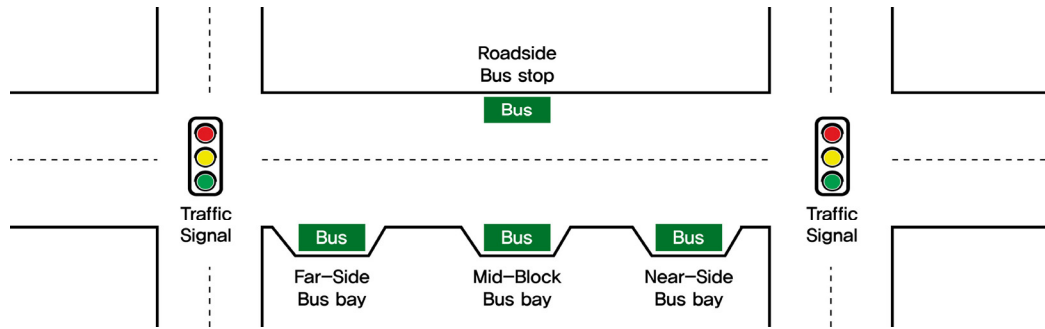 Roadside
Bus stop
Bus
Traffic
Signal
Traffic
Signal
Bus
Bus
Bus
Far-Side
Bus bay
Mid-Block
Bus bay
Near-Side
Bus bay